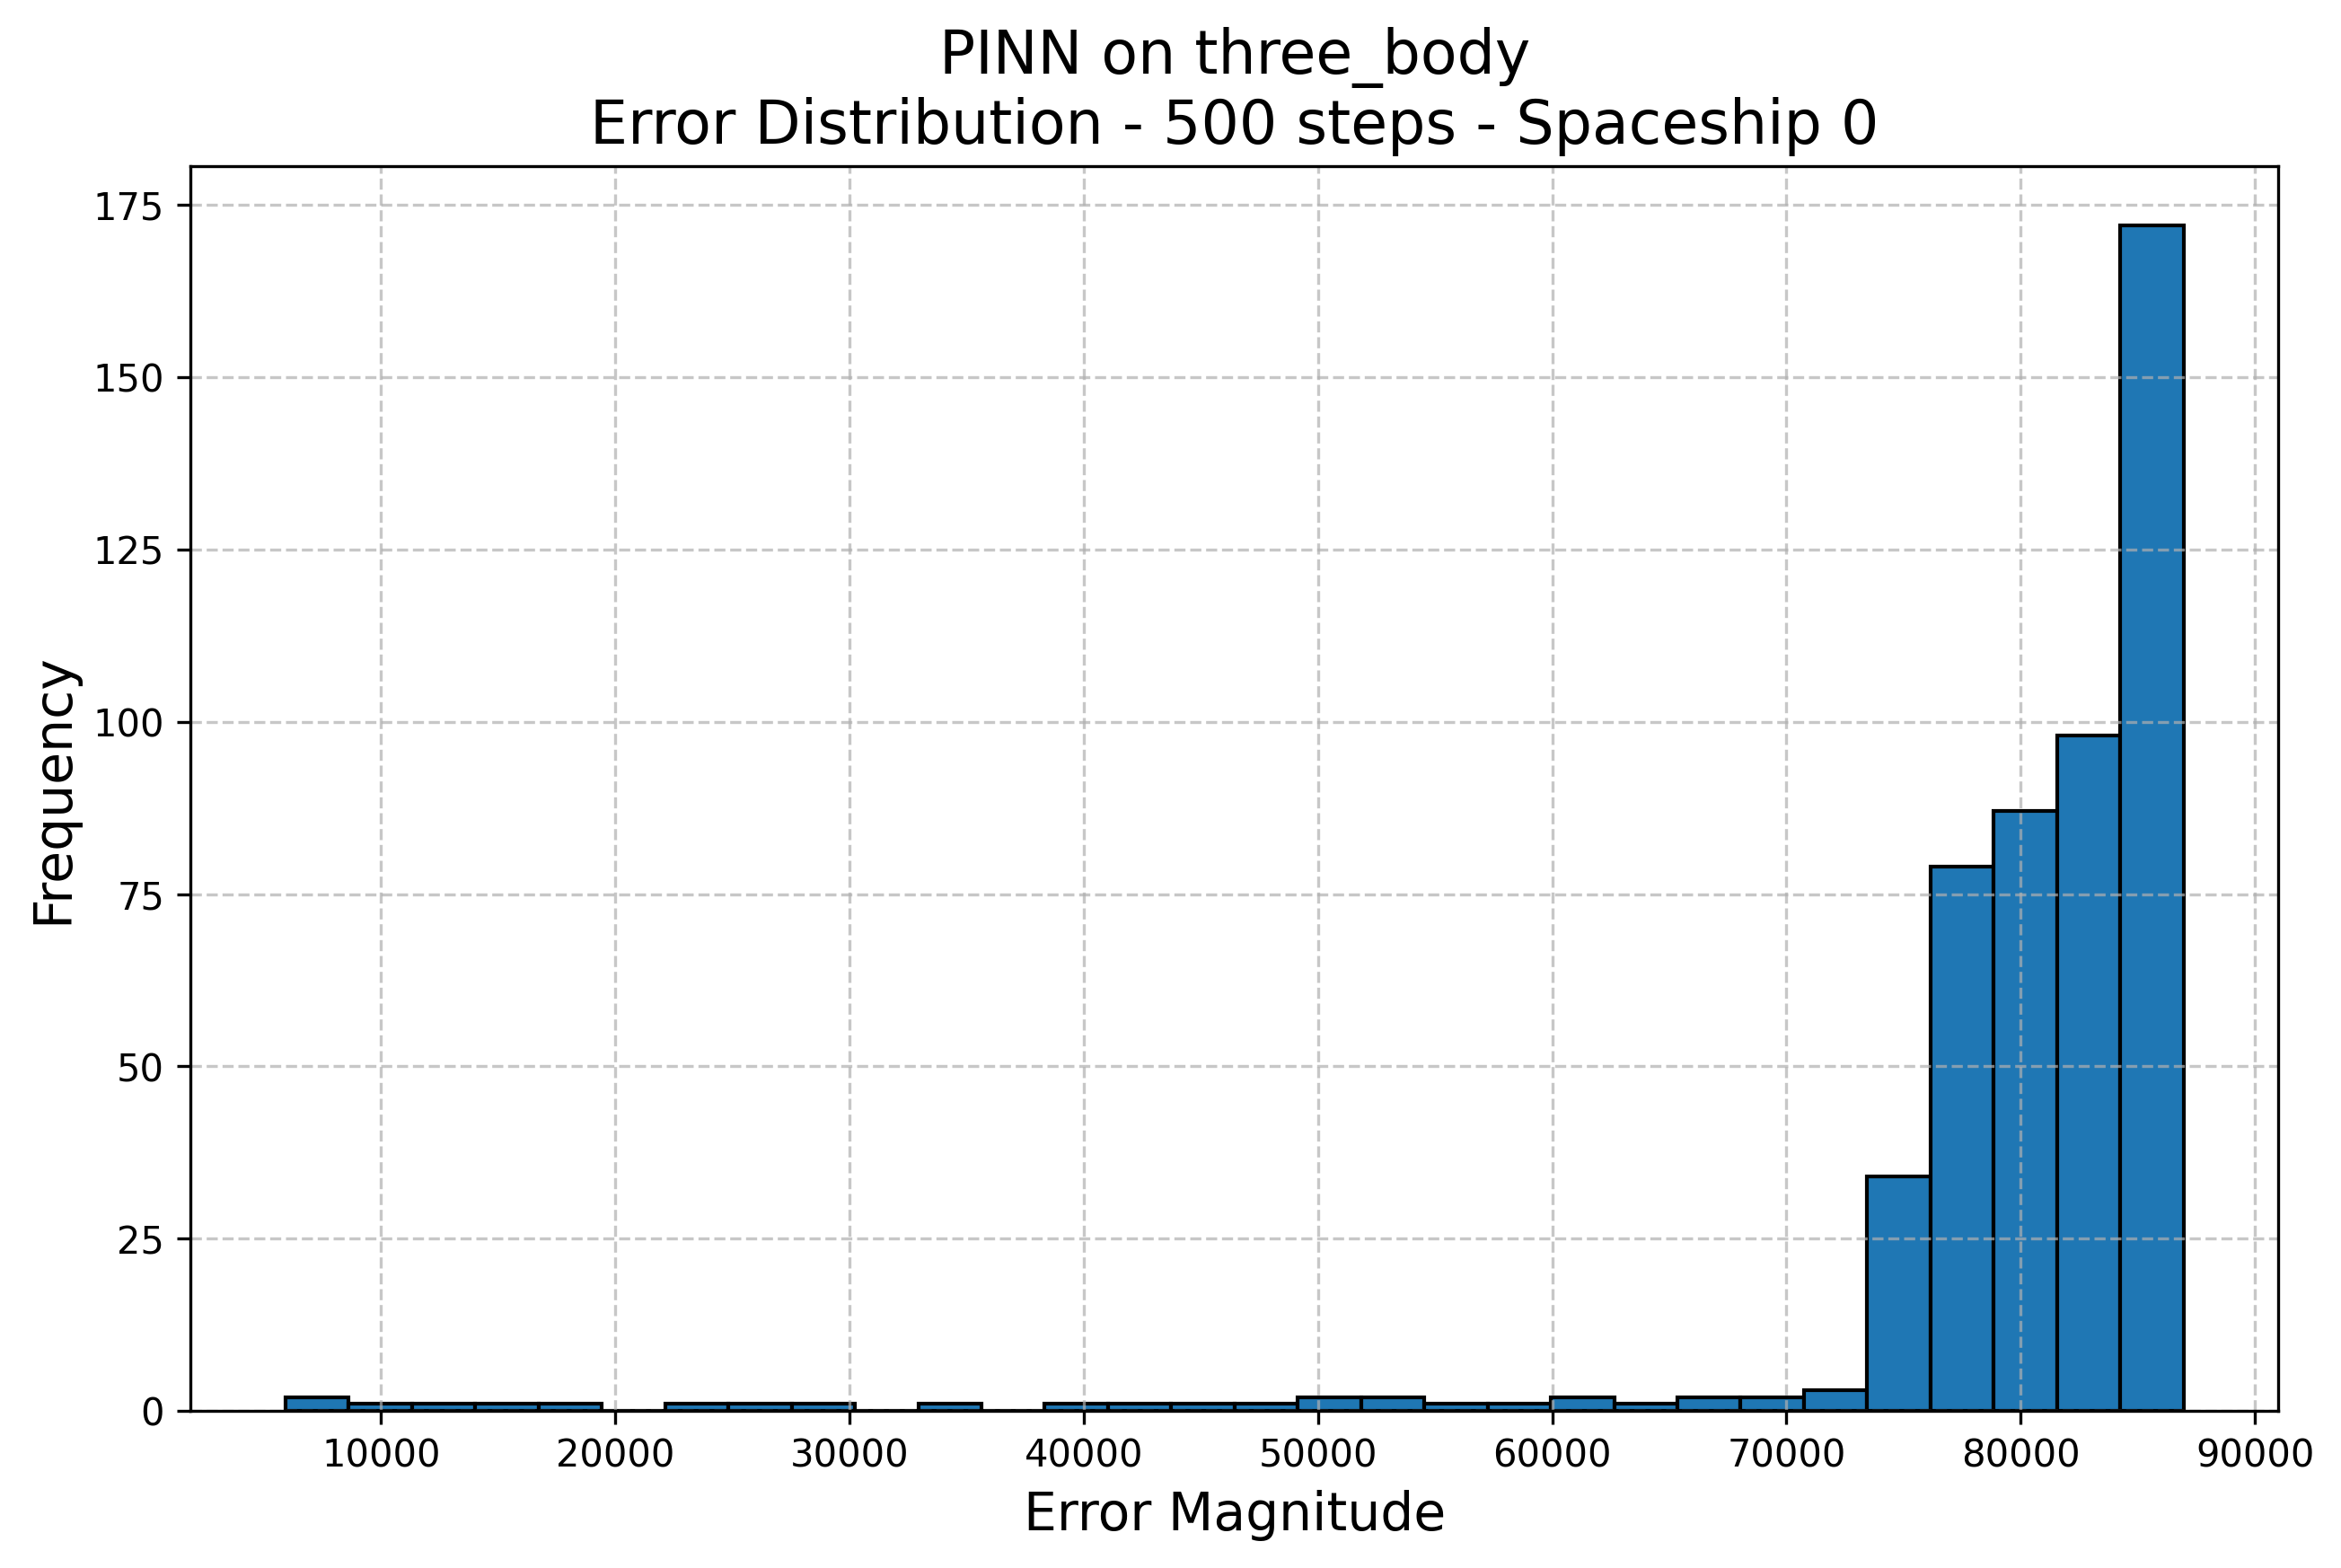 PINN on three_body
Error Distribution - 500 steps - Spaceship 0
175
150
125
100
75
50
25
0
Frequency
10000 20000 30000 40000 50000 60000 70000 80000 90000
Error Magnitude